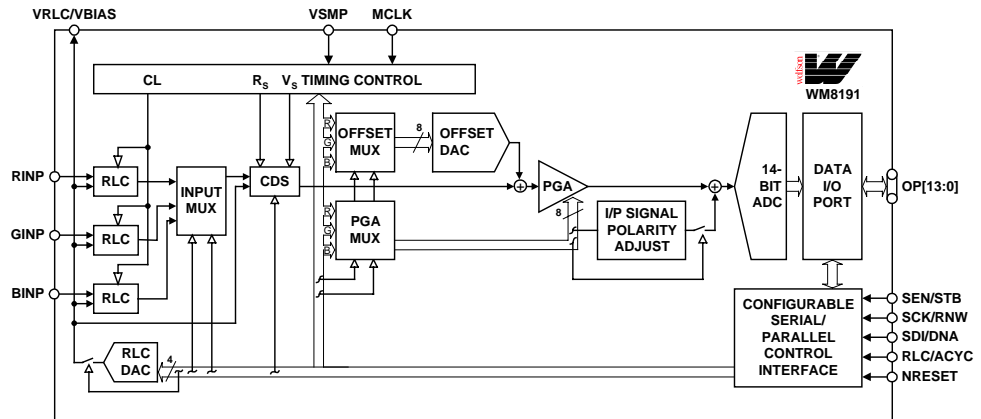 VRLC/VBIAS
VSMP
MCLK
CL
RS
VS
TIMING CONTROL
wolfson
WM8191
R
G
B
OFFSET
MUX
8
OFFSET
DAC
RINP
RLC
INPUT
MUX
CDS
PGA
8
14-
BIT
ADC
DATA
I/O
PORT
OP[13:0]
GINP
RLC
R
G
B
PGA
MUX
I/P SIGNAL
POLARITY
ADJUST
BINP
RLC
CONFIGURABLE
SERIAL/
PARALLEL
CONTROL
INTERFACE
SEN/STB
SCK/RNW
SDI/DNA
RLC/ACYC
NRESET
RLC
DAC
4